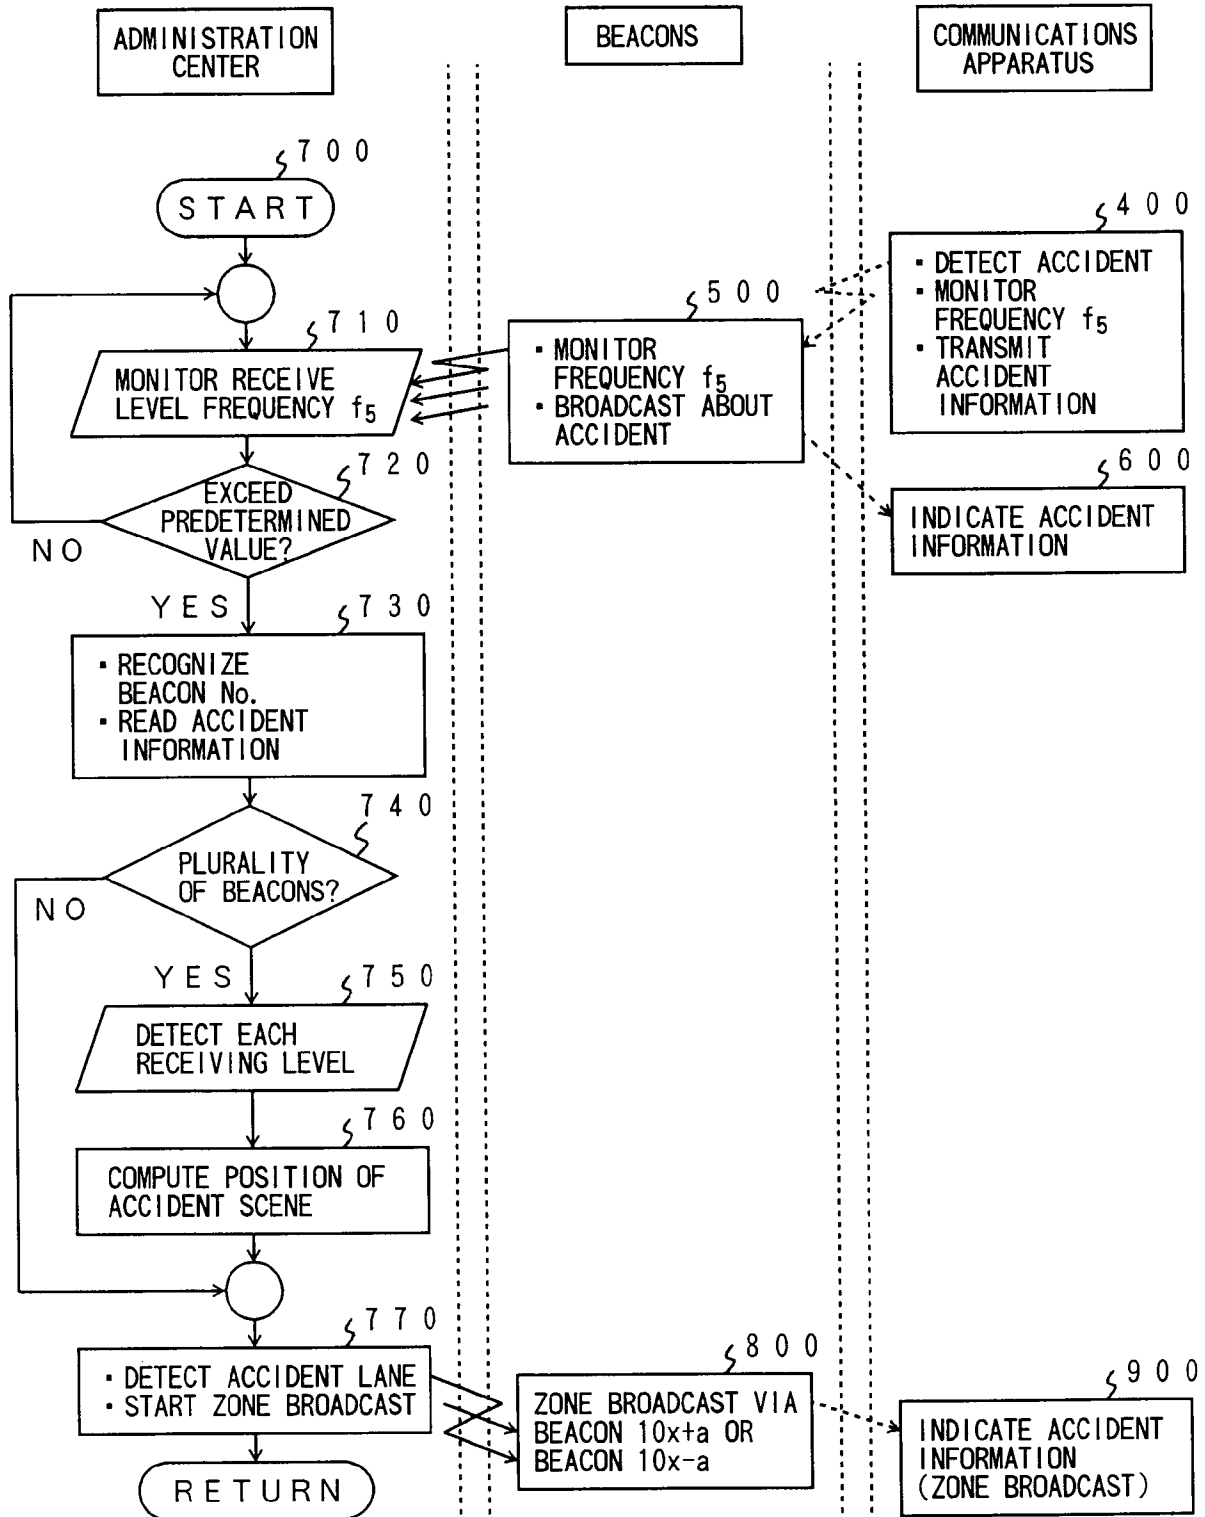 ADMINISTRATION
CENTER
BEACONS
COMMUNICATIONS
APPARATUS
700
START
710
MONITOR RECEIVE
LEVEL FREQUENCY f5
720
EXCEED
PREDETERMINED
VALUE?
NO
YES
730
▪ RECOGNIZE
BEACON No.
▪ READ ACCIDENT
INFORMATION
740
PLURALITY
OF BEACONS?
NO
YES
750
DETECT EACH
RECEIVING LEVEL
760
COMPUTE POSITION OF
ACCIDENT SCENE
770
▪ DETECT ACCIDENT LANE
▪ START ZONE BROADCAST
RETURN
500
▪ MONITOR
FREQUENCY f5
▪ BROADCAST ABOUT
ACCIDENT
800
ZONE BROADCAST VIA
BEACON 10x+a OR
BEACON 10x-a
400
▪ DETECT ACCIDENT
▪ MONITOR
FREQUENCY f5
▪ TRANSMIT
ACCIDENT
INFORMATION
600
INDICATE ACCIDENT
INFORMATION
900
INDICATE ACCIDENT
INFORMATION
(ZONE BROADCAST)